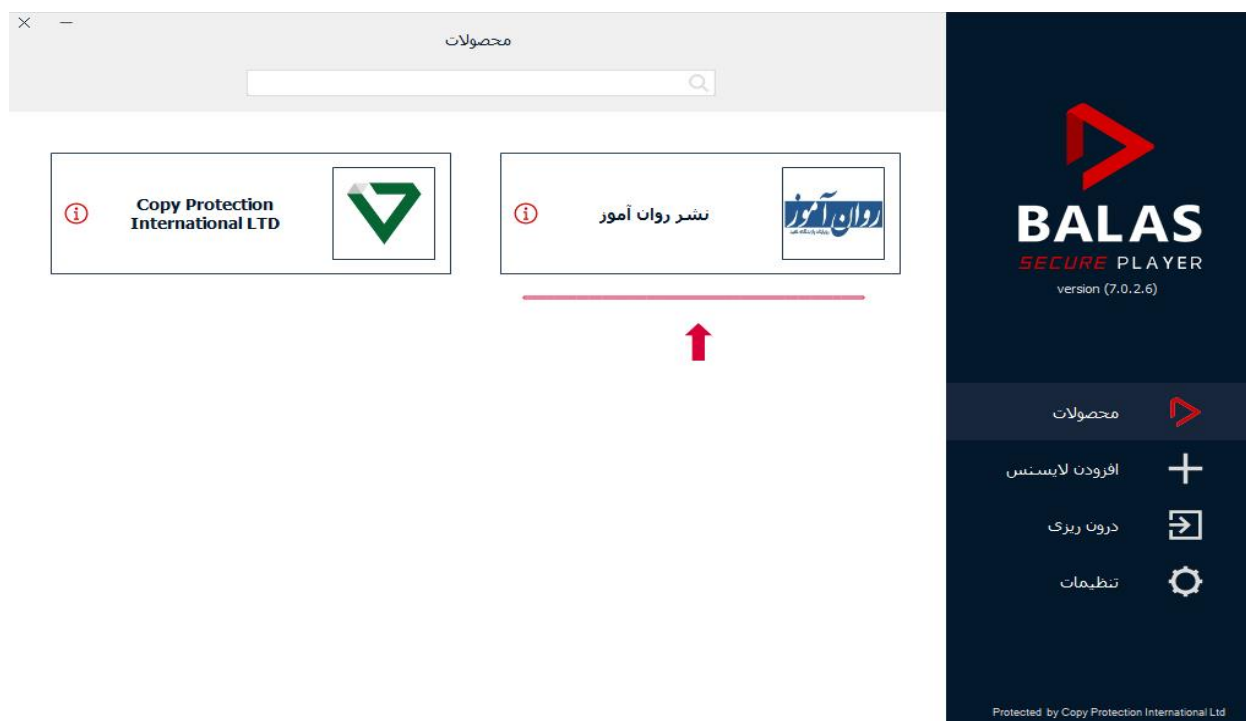 محصولات
نشر روان آموز
روان آموز
Copy Protection
International LTD
BALAS
SECURE PLAYER
version (7.0.2.6)
محصولات
افزودن لایسنس
درون ریزی
تنظیمات
Protected by Copy Protection International Ltd